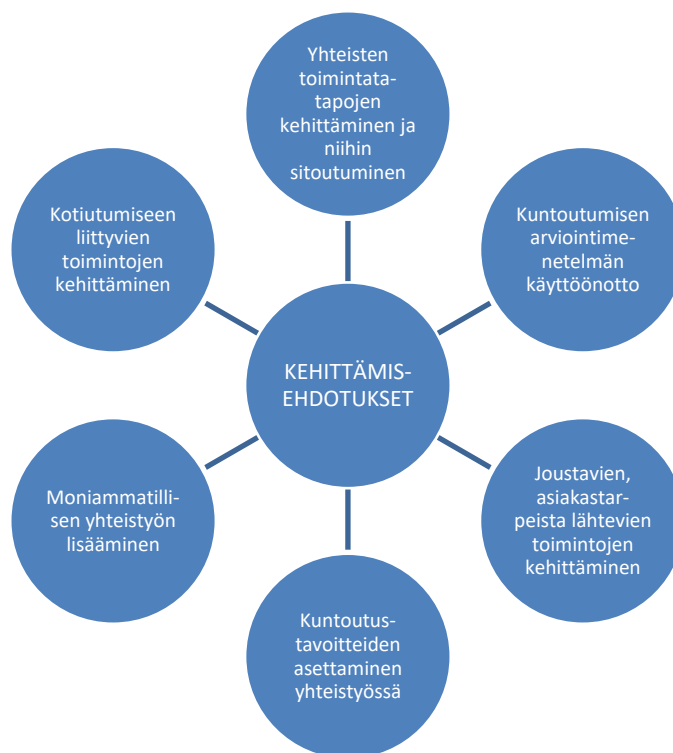 Yhteisten
toimintata-
tapojen
kehittäminen ja
niihin
sitoutuminen
Kotiutumiseen
liittyvien
toimintojen
kehittäminen
Kuntoutumisen
arviointime-
netelmän
käyttöönotto
KEHITTÄMIS-
EHDOTUKSET
Moniammatilli-
sen yhteistyön
lisääminen
Joustavien,
asiakastar-
peista lähtevien
toimintojen
kehittäminen
Kuntoutus-
tavoitteiden
asettaminen
yhteistyössä